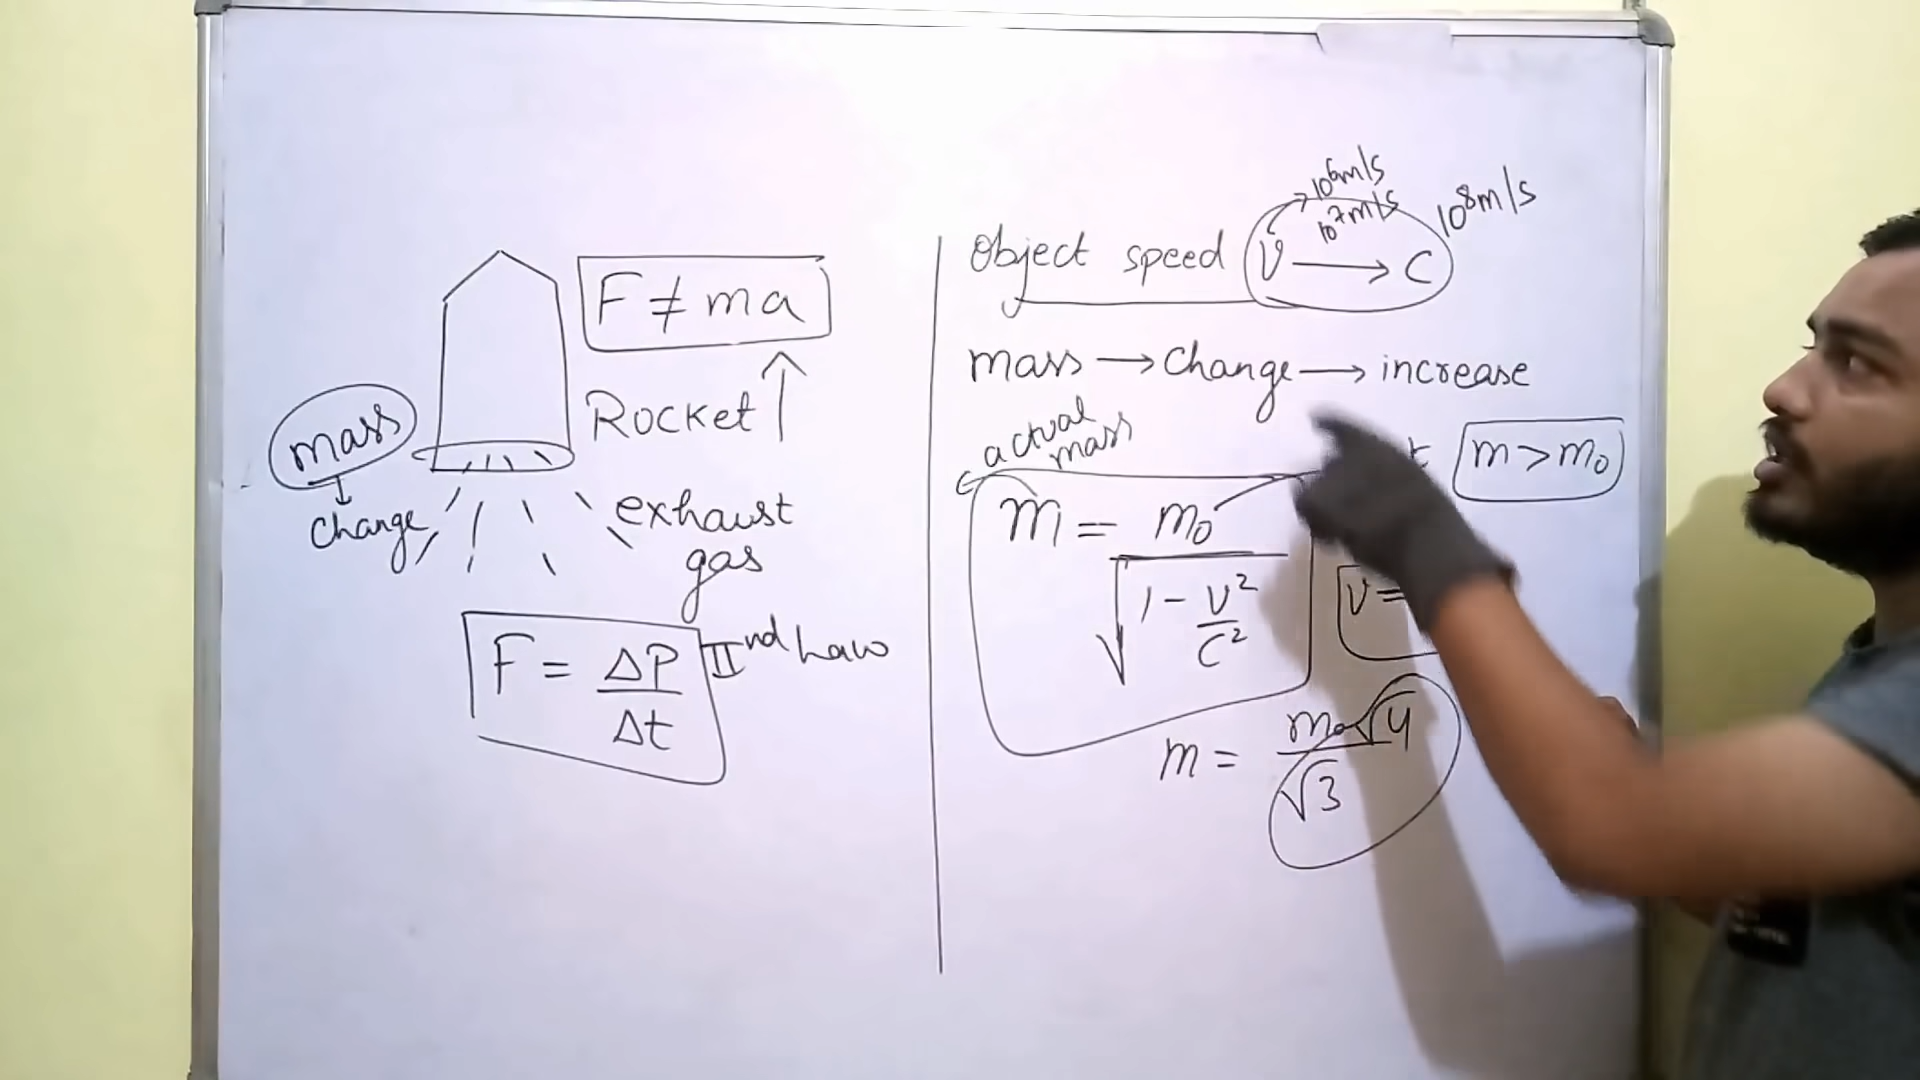 F ≠ ma
Rocket
mass
Change
exhaust
gas
F = ΔP/Δt
IInd Law
10⁶m/s
10⁷m/s
10⁸m/s
Object speed V → C
mass → Change → increase
actual
mass
m > m₀
m = m₀/√(1 - V²/C²)
V =
m = m₀√4/√3